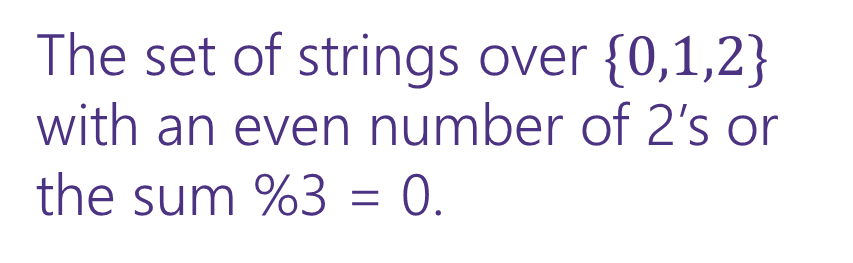 The set of strings over {0,1,2}
with an even number of 2’s or
the sum %3 = 0.